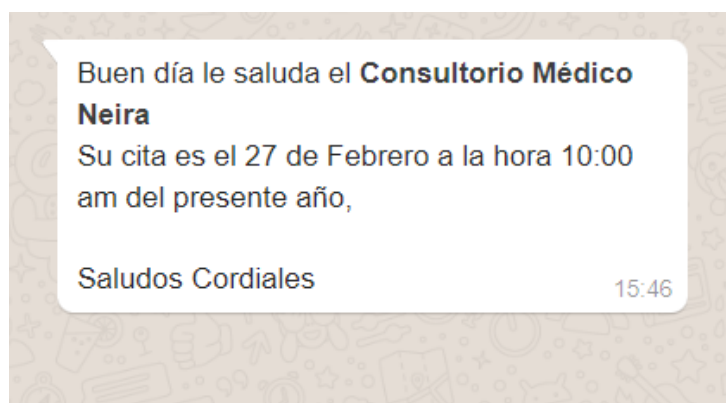 Buen día le saluda el Consultorio Médico
Neira
Su cita es el 27 de Febrero a la hora 10:00
am del presente año,
Saludos Cordiales
15:46